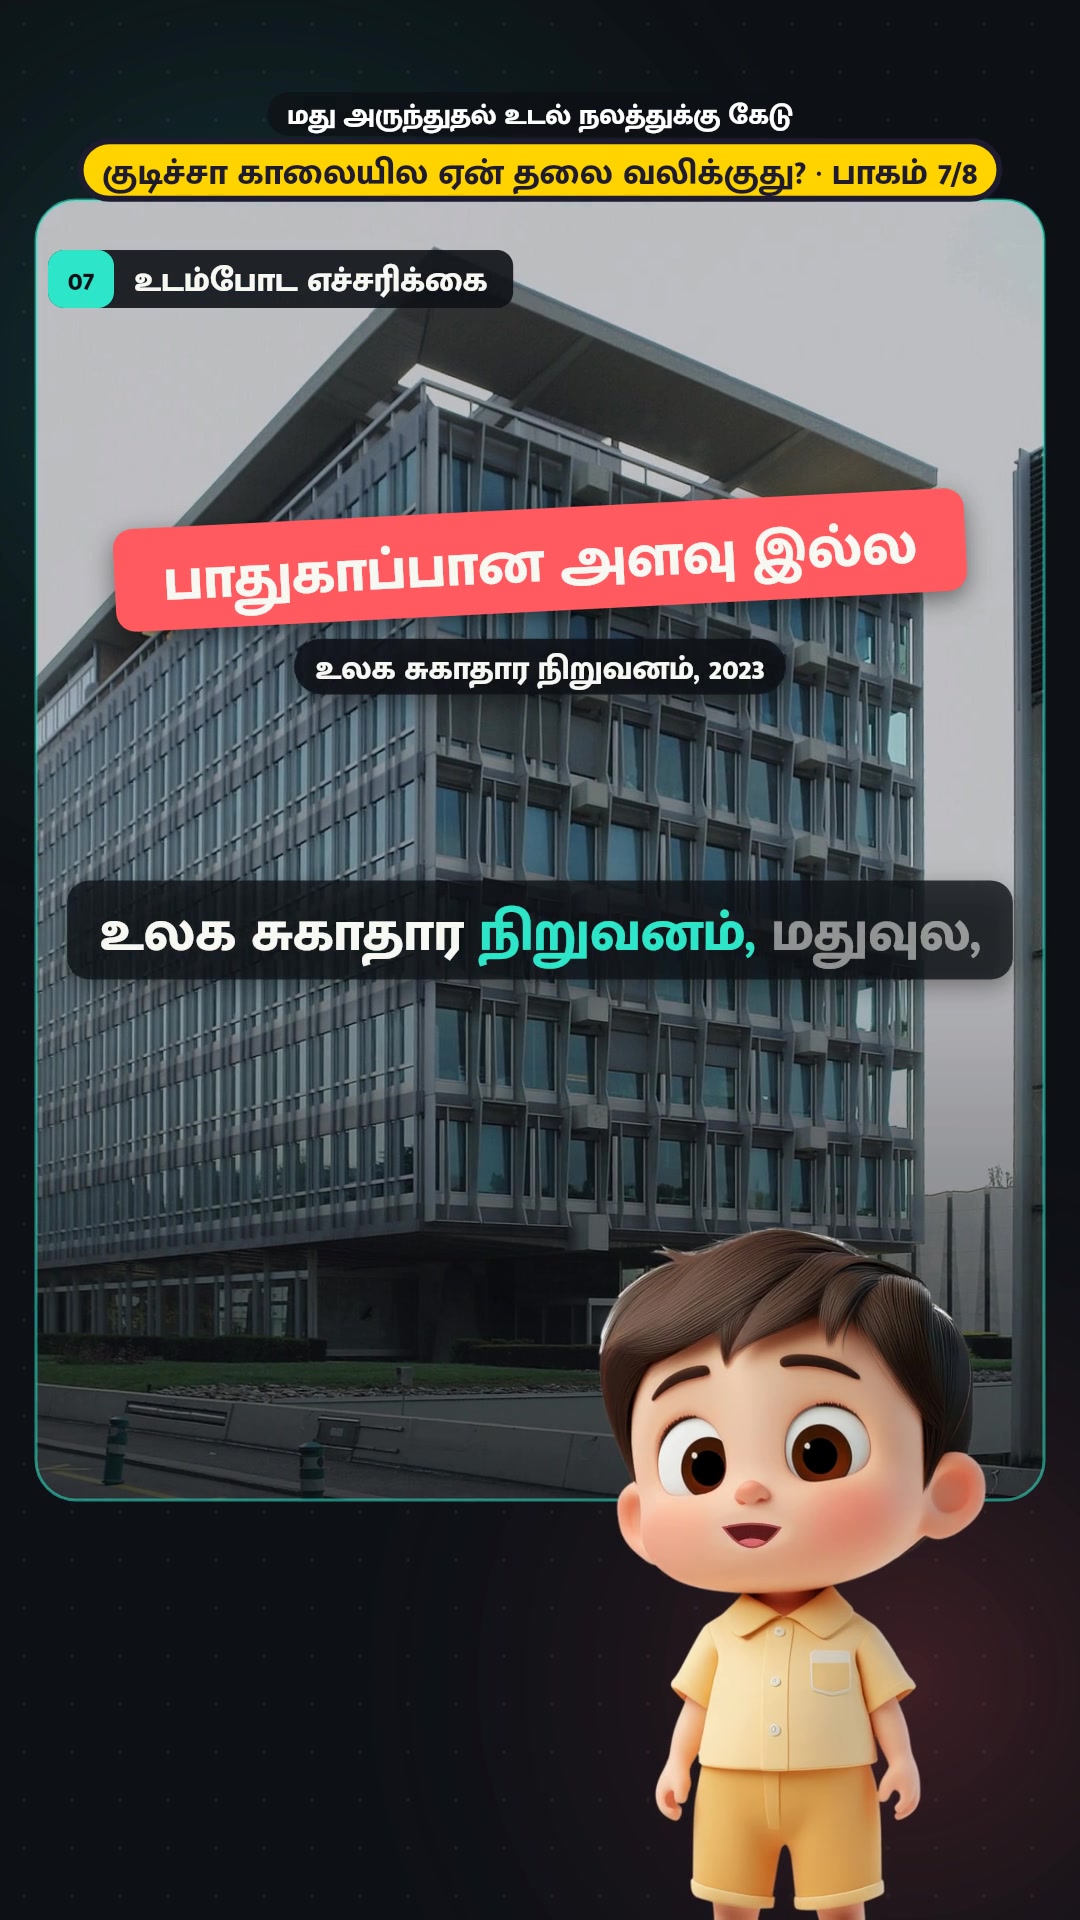 மது அருந்துதல் உடல் நலத்துக்கு கேடு
குடிச்சா காலையில ஏன் தலை வலிக்குது? · பாகம் 7/8
07 உடம்போட எச்சரிக்கை
பாதுகாப்பான அளவு இல்ல
உலக சுகாதார நிறுவனம், 2023
உலக சுகாதார நிறுவனம், மதுவுல,